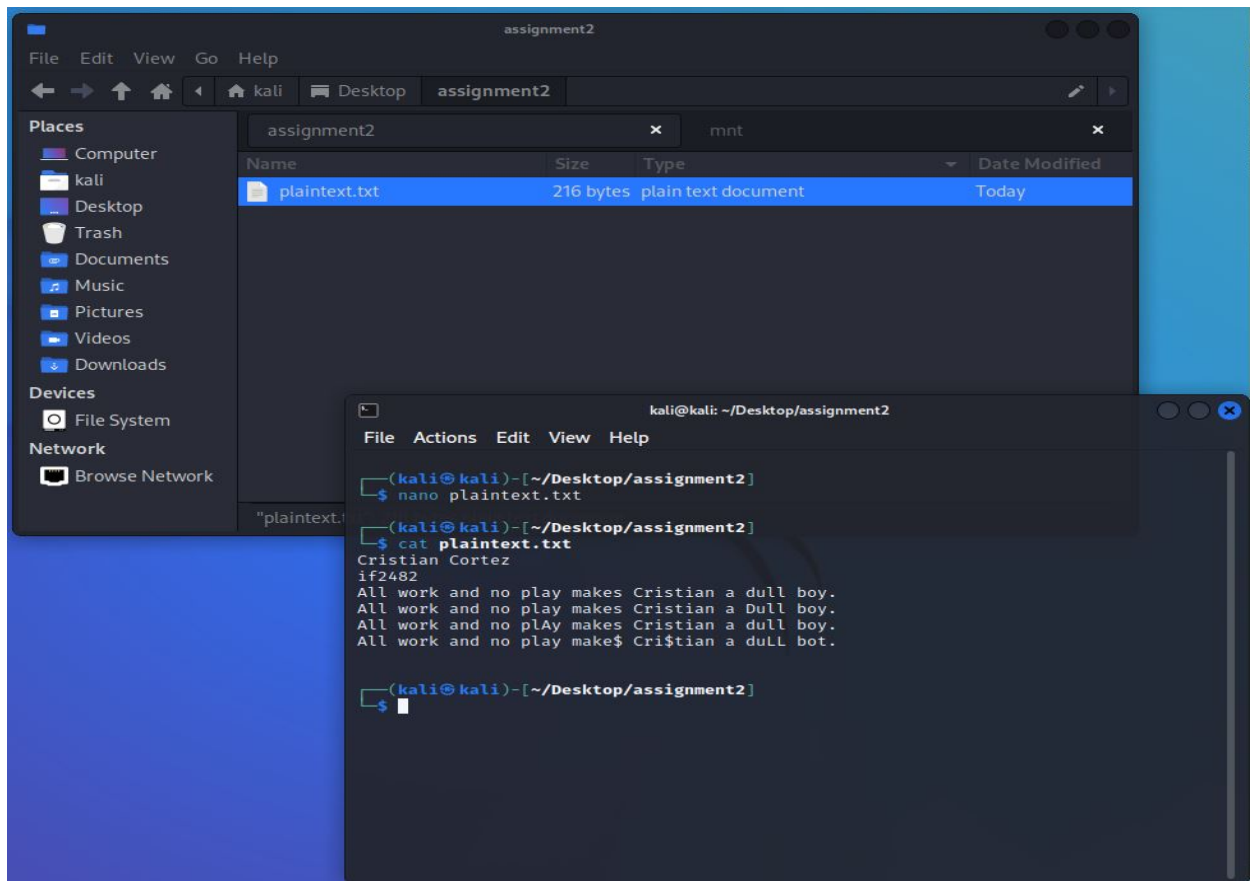 assignment2
File Edit View Go Help
kali Desktop assignment2
Places
Computer
kali
Desktop
Trash
Documents
Music
Pictures
Videos
Downloads
Devices
File System
Network
Browse Network
assignment2 mnt
Name Size Type Date Modified
plaintext.txt 216 bytes plain text document Today
"plaintext.
kali@kali: ~/Desktop/assignment2
File Actions Edit View Help
(kali㉿kali)-[~/Desktop/assignment2]
$ nano plaintext.txt
(kali㉿kali)-[~/Desktop/assignment2]
$ cat plaintext.txt
Cristian Cortez
if2482
All work and no play makes Cristian a dull boy.
All work and no play makes Cristian a Dull boy.
All work and no plAy makes Cristian a dull boy.
All work and no play make$ Cri$tian a duLL bot.
(kali㉿kali)-[~/Desktop/assignment2]
$